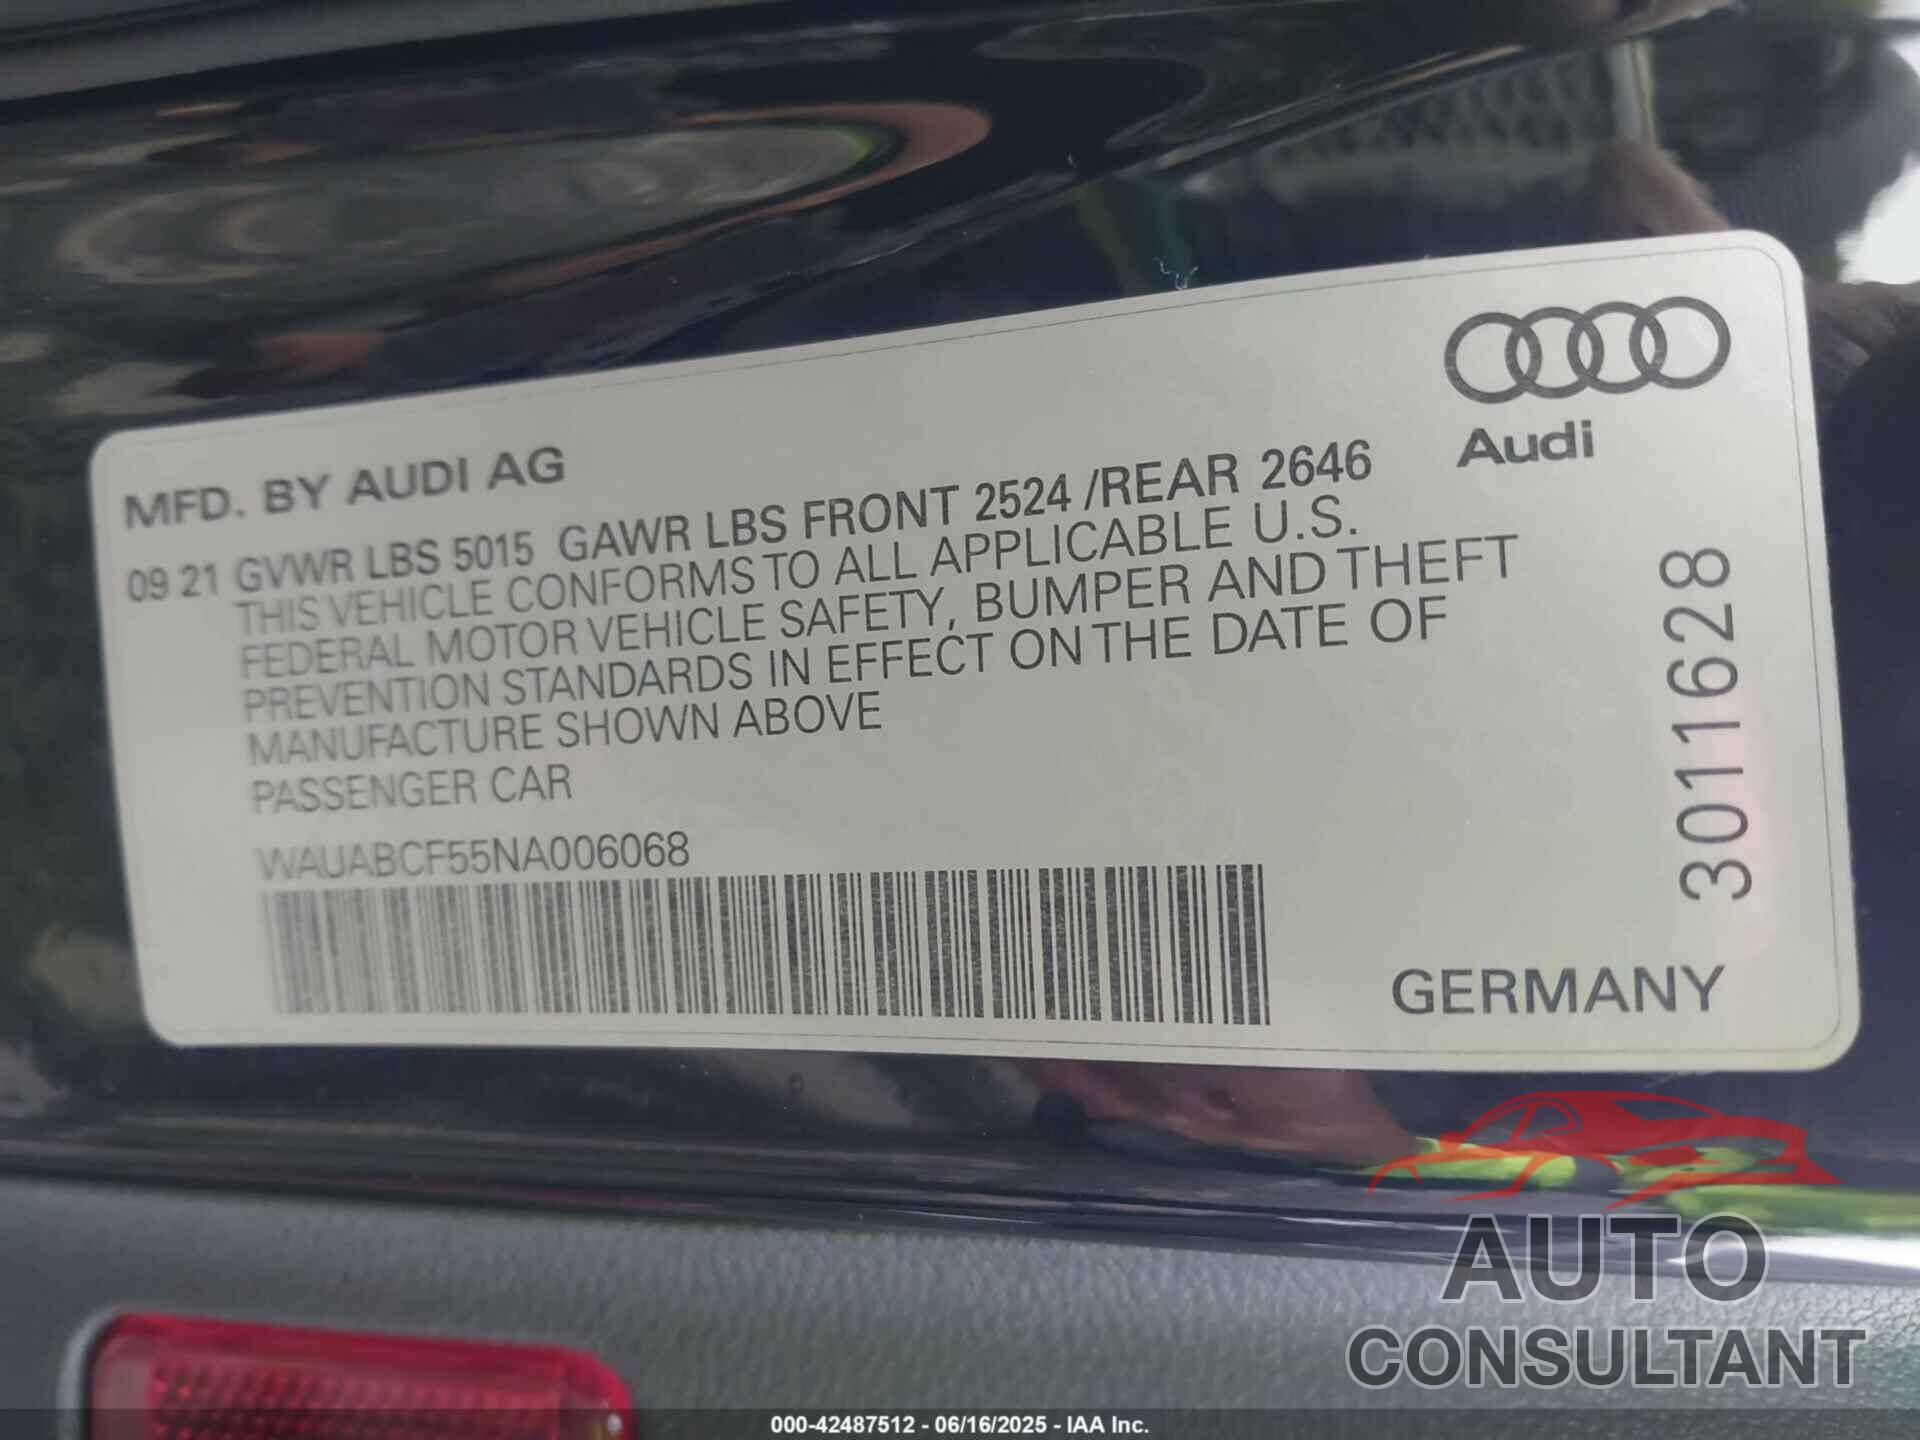 MFD. BY AUDI AG
Audi
09 21 GVWR LBS 5015 GAWR LBS FRONT 2524 /REAR 2646
THIS VEHICLE CONFORMS TO ALL APPLICABLE U.S.
FEDERAL MOTOR VEHICLE SAFETY, BUMPER AND THEFT
PREVENTION STANDARDS IN EFFECT ON THE DATE OF
MANUFACTURE SHOWN ABOVE
PASSENGER CAR
WAUABCF55NA006068
3011628
GERMANY
AUTO
CONSULTANT
000-42487512 - 06/16/2025 - IAA Inc.